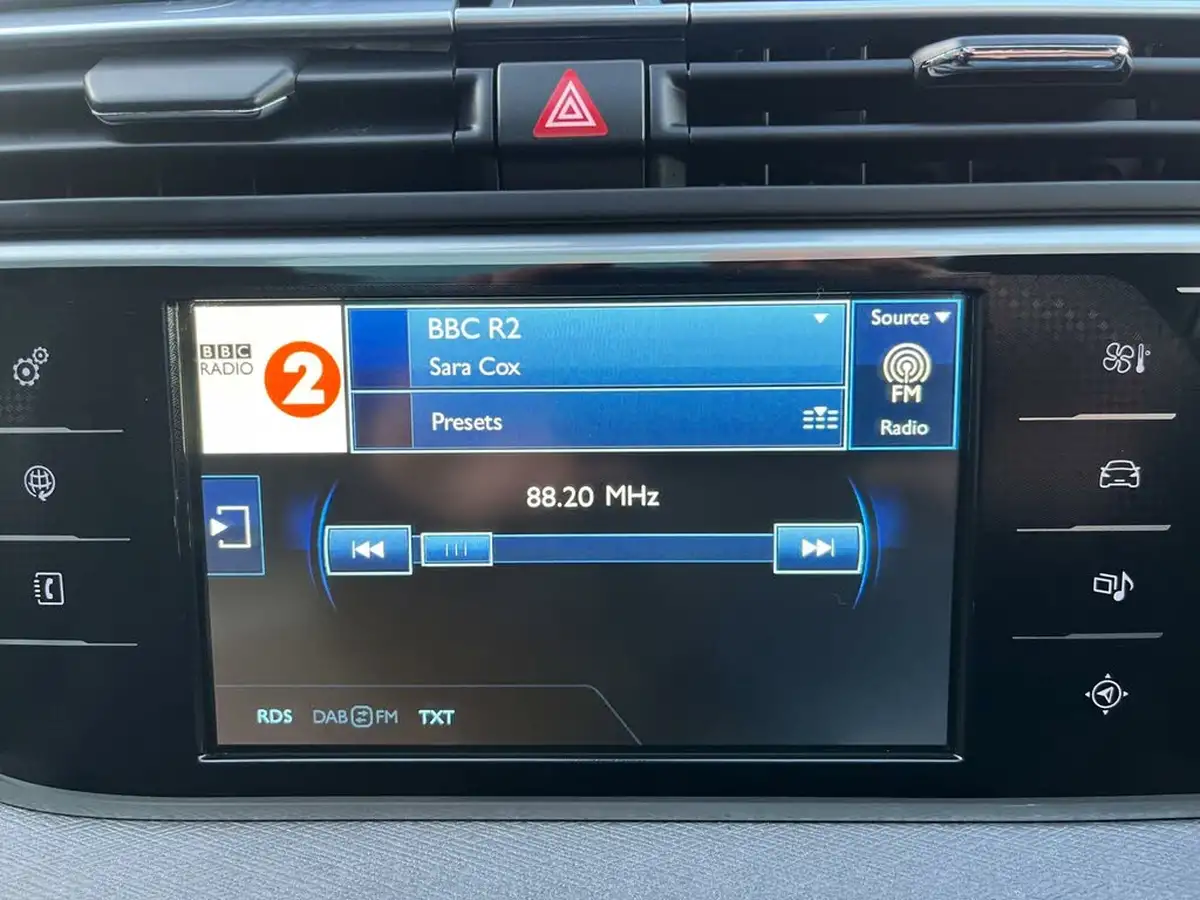 BBC
RADIO
2
BBC R2
Sara Cox
Presets
Source
FM
Radio
88.20 MHz
RDS DAB FM TXT